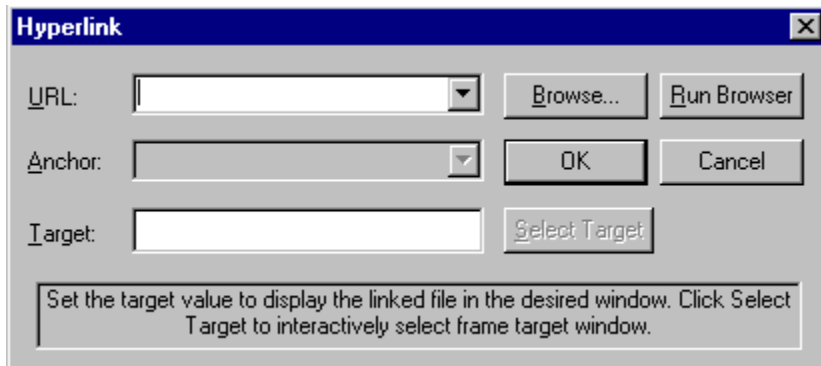 Hyperlink
URL: Browse... Run Browser
Anchor: OK Cancel
Target: Select Target
Set the target value to display the linked file in the desired window. Click Select
Target to interactively select frame target window.